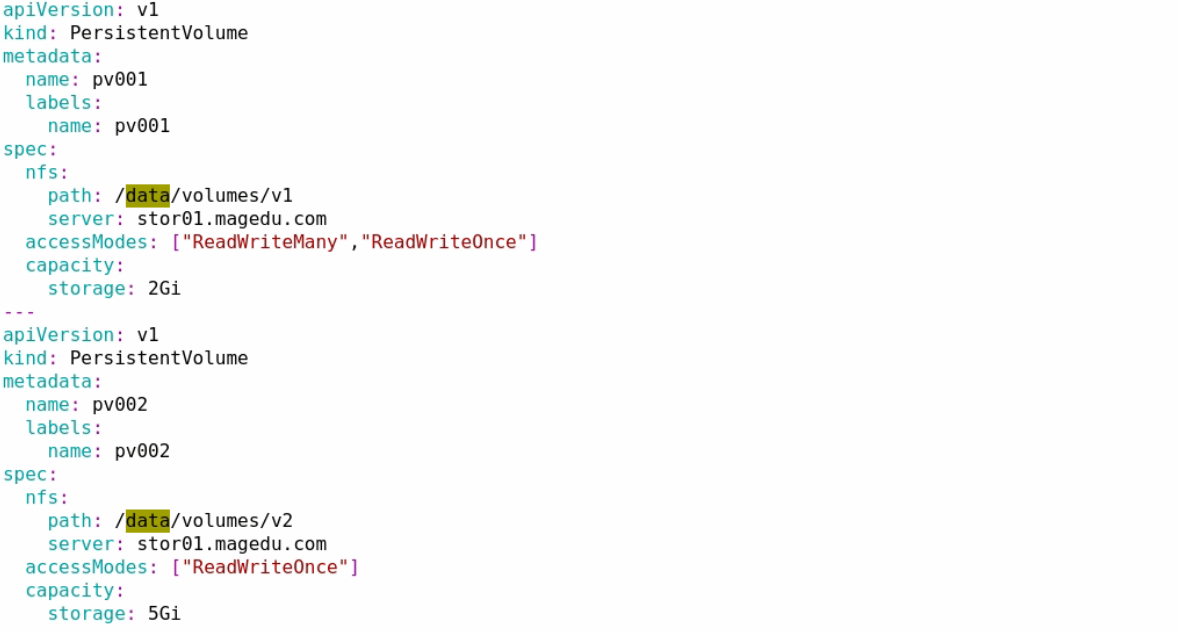 apiVersion: v1
kind: PersistentVolume
metadata:
  name: pv001
  labels:
    name: pv001
spec:
  nfs:
    path: /data/volumes/v1
    server: stor01.magedu.com
  accessModes: ["ReadWriteMany","ReadWriteOnce"]
  capacity:
    storage: 2Gi
---
apiVersion: v1
kind: PersistentVolume
metadata:
  name: pv002
  labels:
    name: pv002
spec:
  nfs:
    path: /data/volumes/v2
    server: stor01.magedu.com
  accessModes: ["ReadWriteOnce"]
  capacity:
    storage: 5Gi